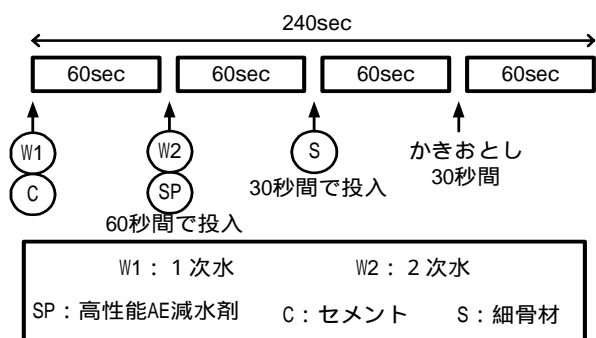 240sec
60sec 60sec 60sec 60sec
W1 W2 S かきおとし
C SP 30秒間で投入 30秒間
60秒間で投入
W1：１次水 W2：２次水
SP：高性能AE減水剤 C：セメント S：細骨材